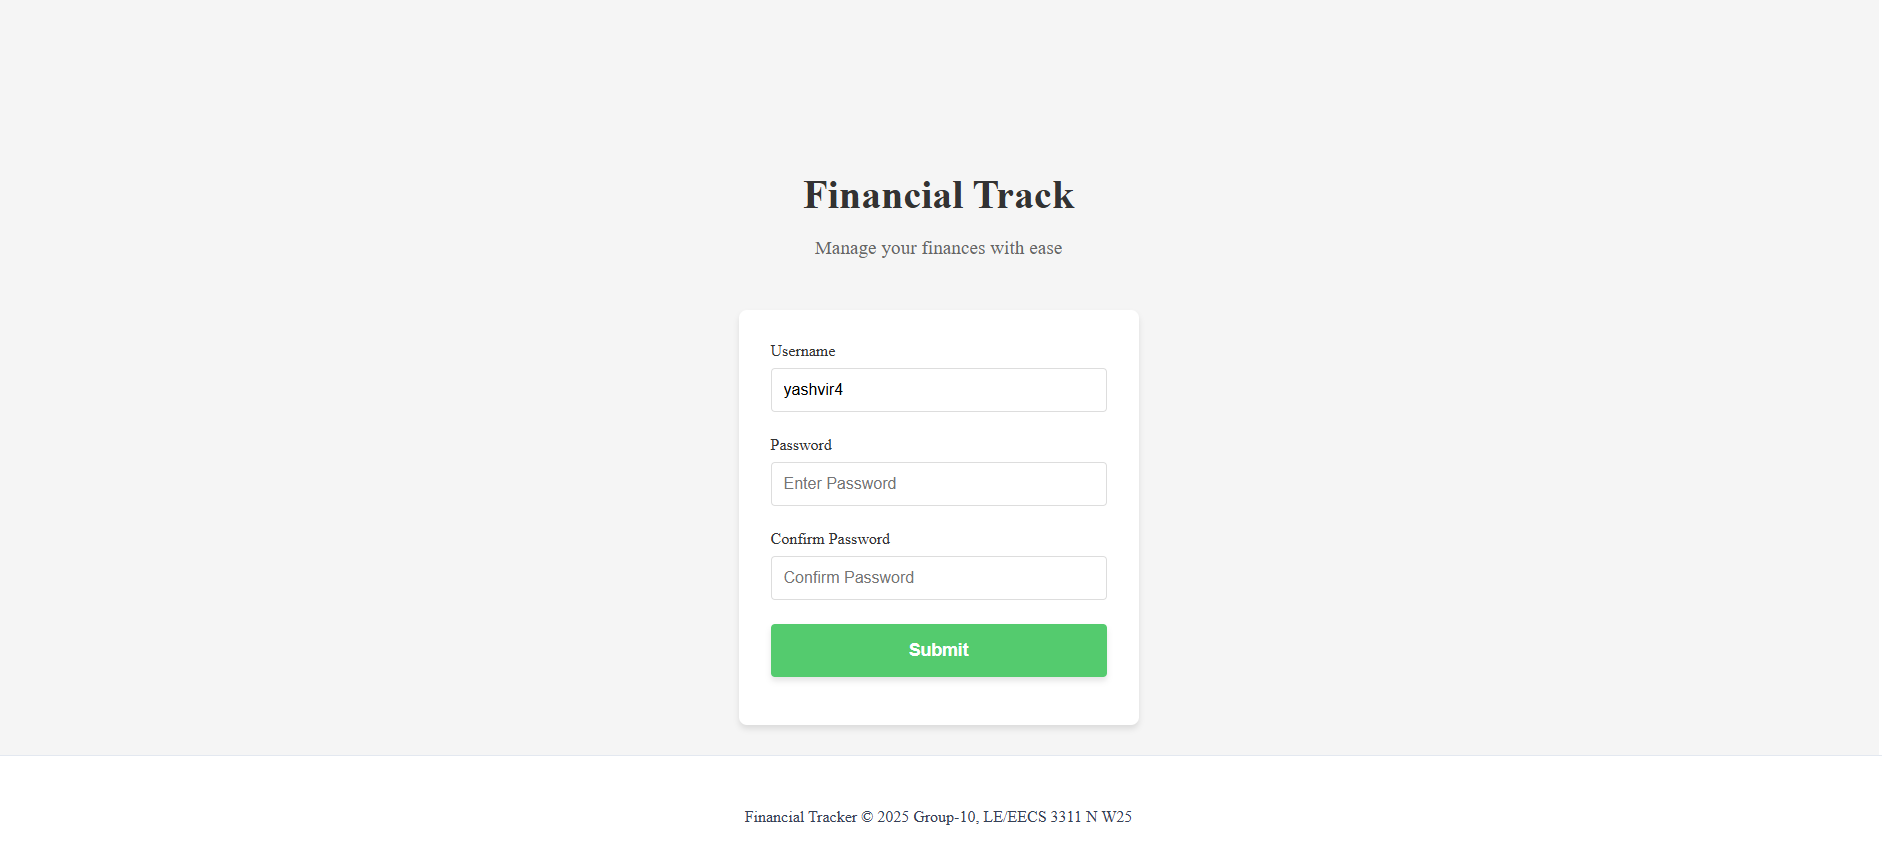 Financial Track
Manage your finances with ease
Username
yashvir4
Password
Enter Password
Confirm Password
Confirm Password
Submit
Financial Tracker © 2025 Group-10, LE/EECS 3311 N W25